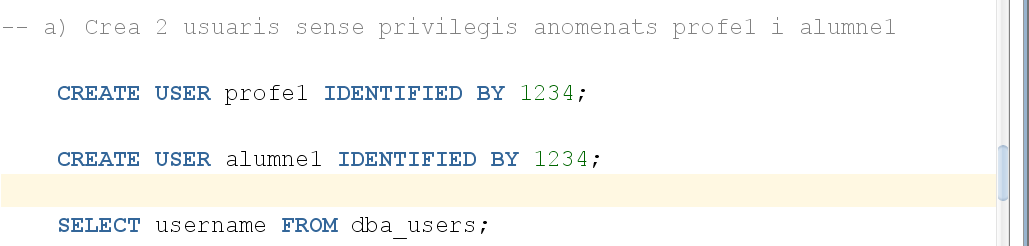 -- a) Crea 2 usuaris sense privilegis anomenats profe1 i alumne1
CREATE USER profe1 IDENTIFIED BY 1234;
CREATE USER alumne1 IDENTIFIED BY 1234;
SELECT username FROM dba_users;